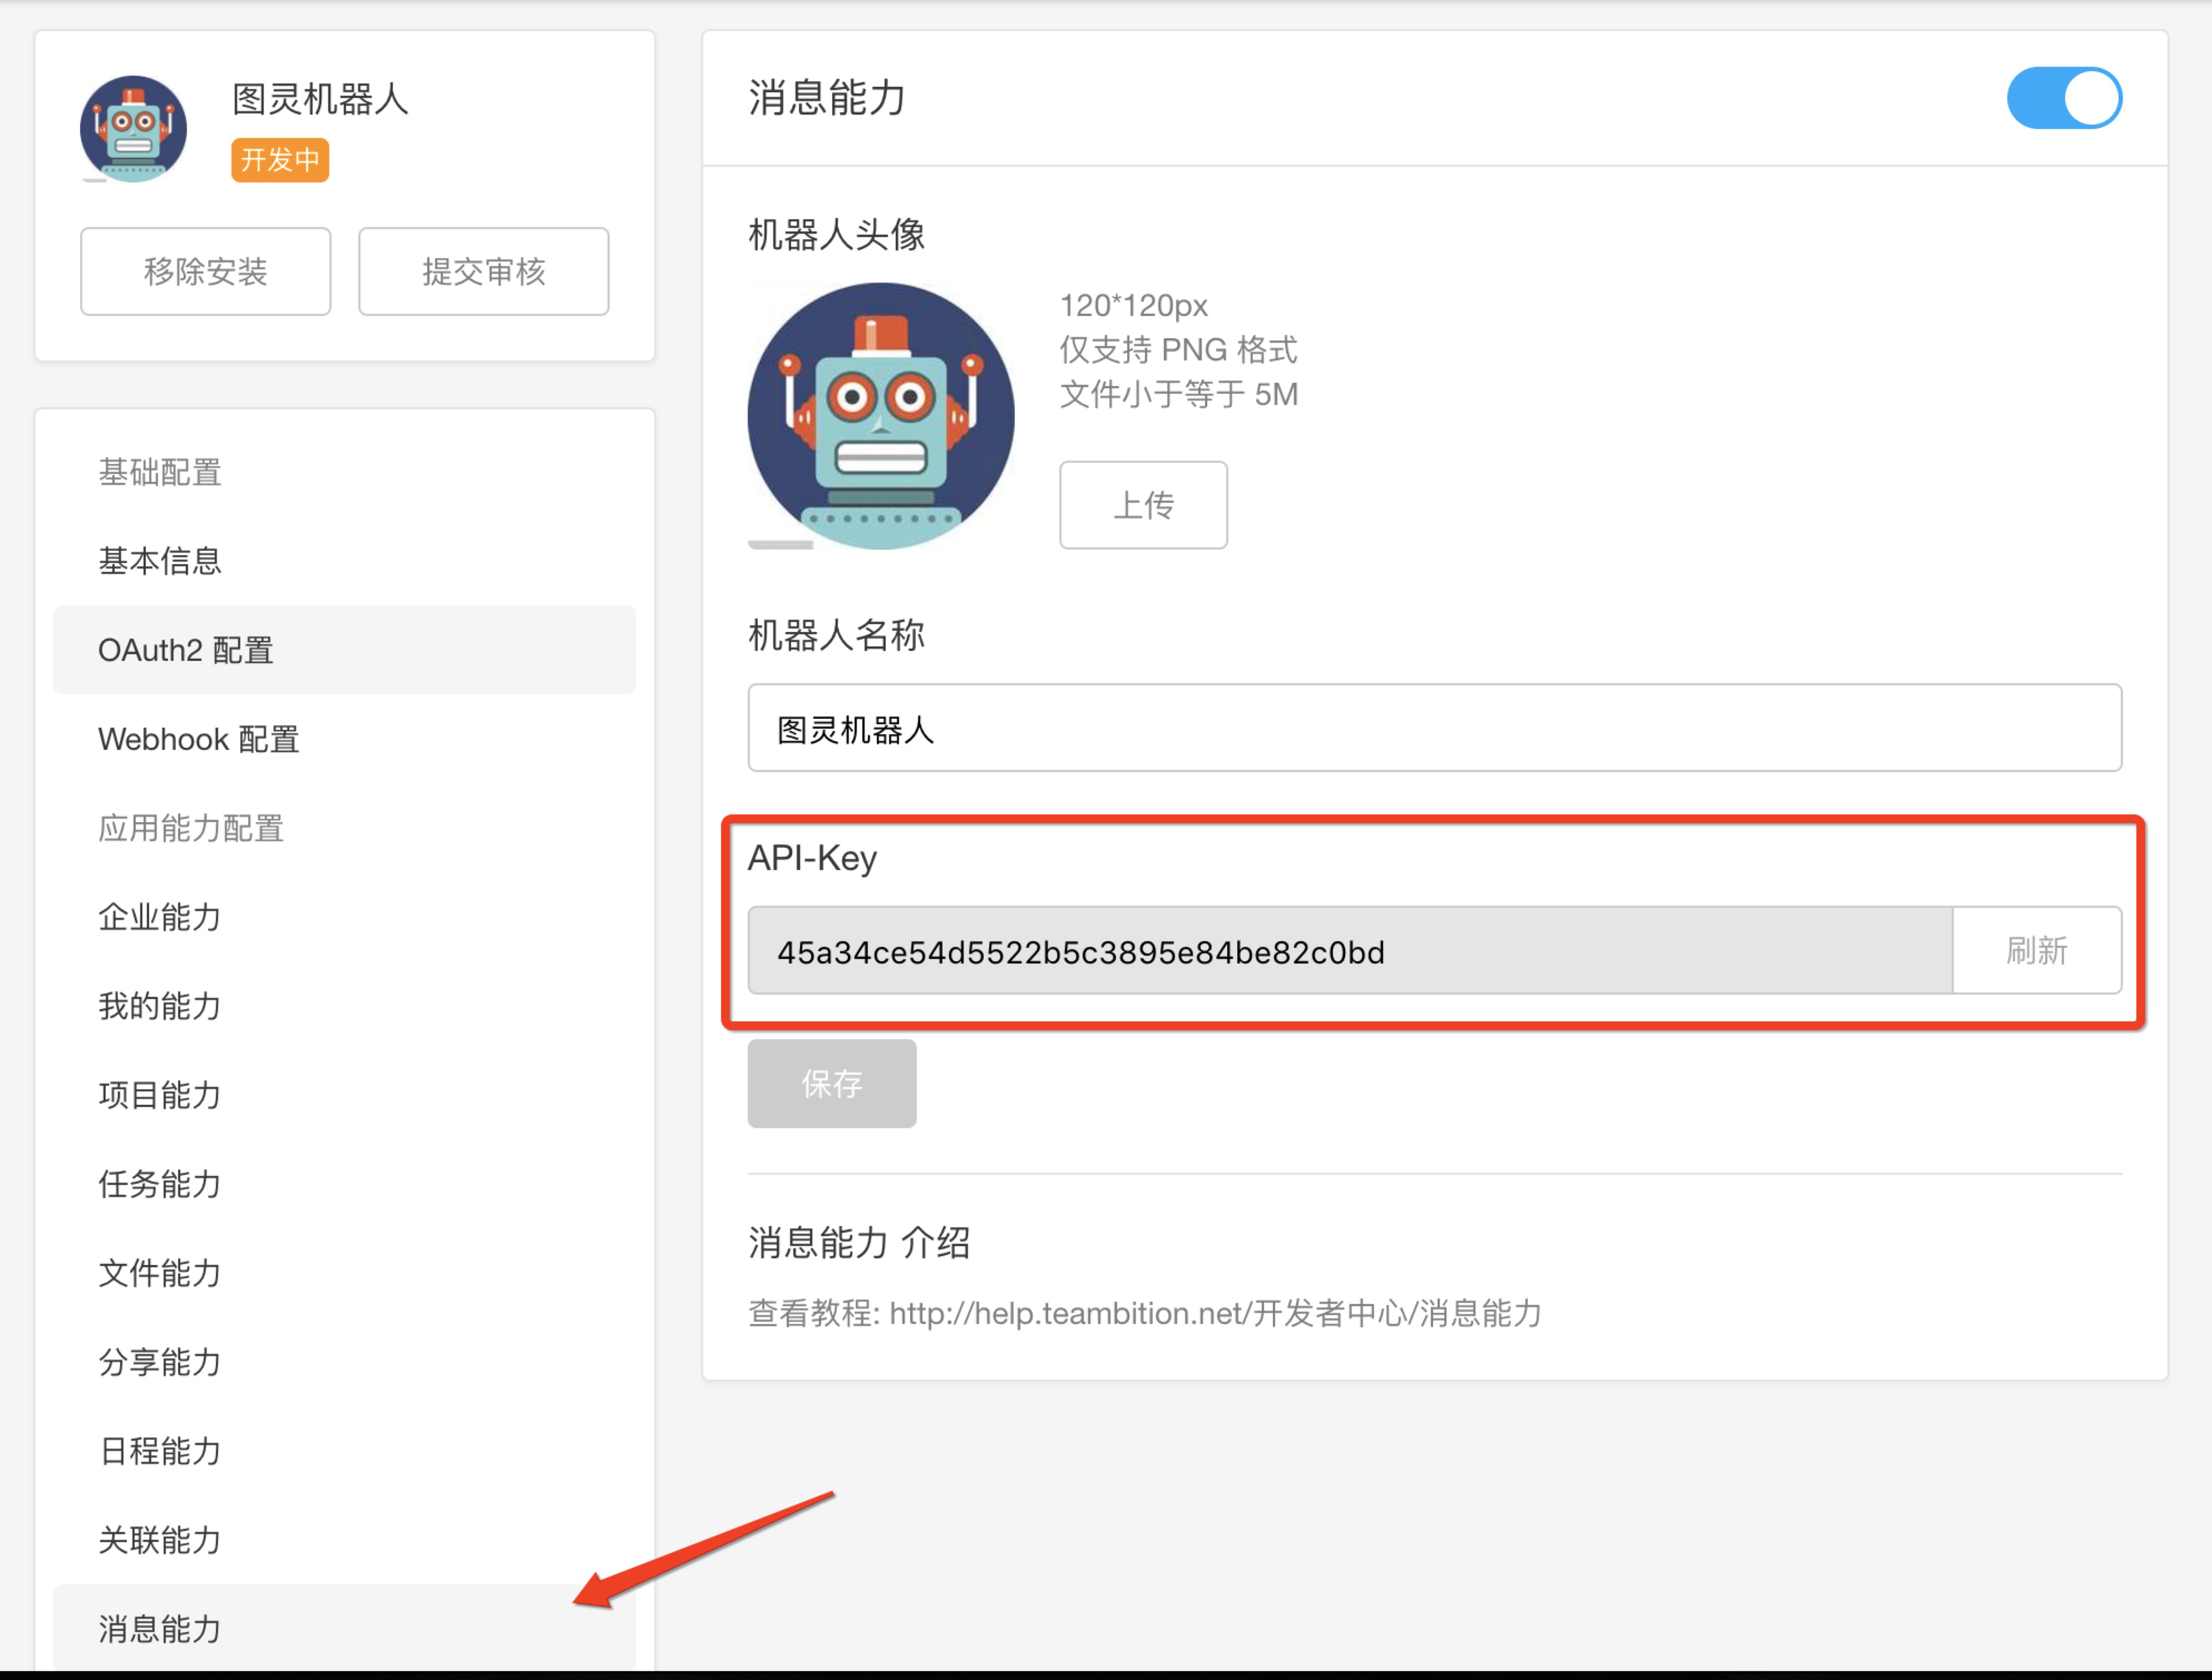 图灵机器人
开发中
移除安装
提交审核
基础配置
基本信息
OAuth2 配置
Webhook 配置
应用能力配置
企业能力
我的能力
项目能力
任务能力
文件能力
分享能力
日程能力
关联能力
消息能力
消息能力
机器人头像
120*120px
仅支持 PNG 格式
文件小于等于 5M
上传
机器人名称
图灵机器人
API-Key
45a34ce54d5522b5c3895e84be82c0bd
刷新
保存
消息能力 介绍
查看教程: http://help.teambition.net/开发者中心/消息能力